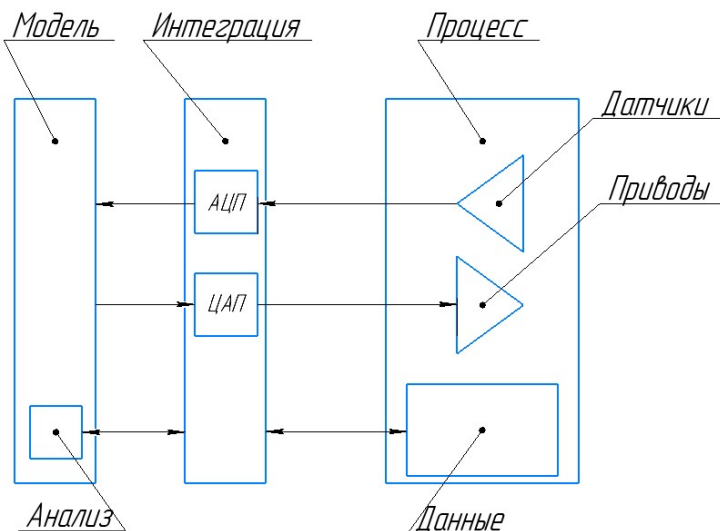 Модель
Интеграция
Процесс
Датчики
Приводы
АЦП
ЦАП
Анализ
Данные